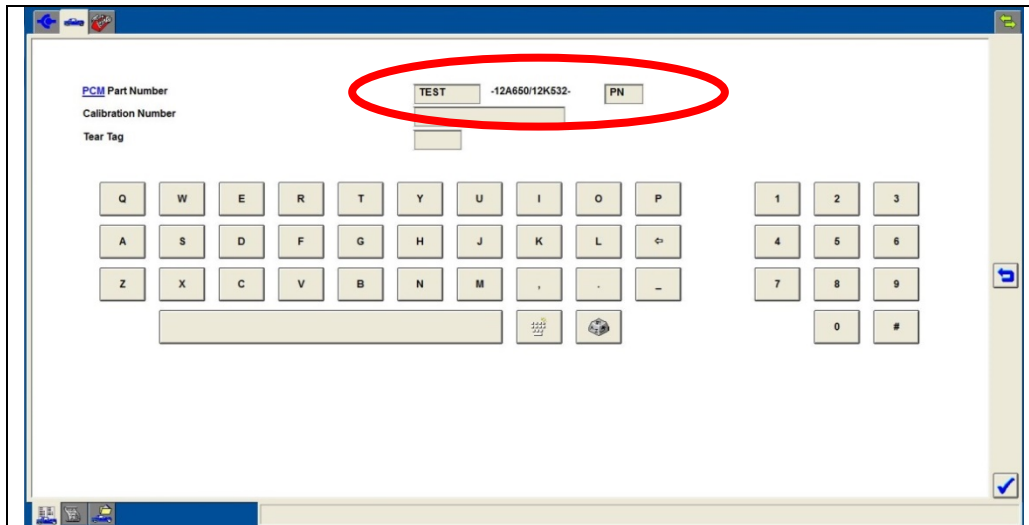 PCM Part Number TEST -12A650/12K532- PN
Calibration Number
Tear Tag
Q W E R T Y U I O P 1 2 3
A S D F G H J K L ⇦ 4 5 6
Z X C V B N M , . _ 7 8 9
0 #